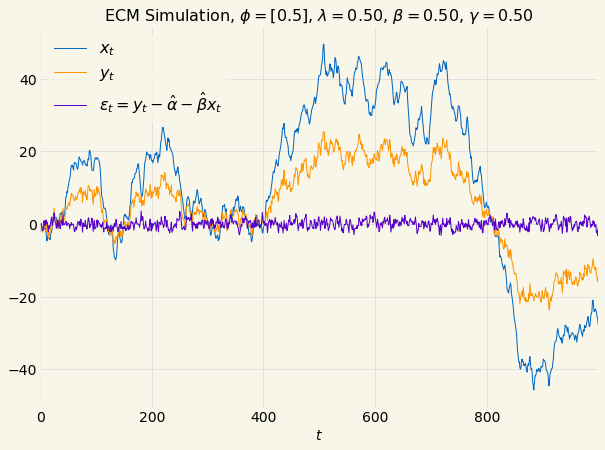 ECM Simulation, ϕ = [0.5], λ = 0.50, β = 0.50, γ = 0.50
x_t
y_t
ε_t = y_t − α̂ − β̂x_t
40
20
0
−20
−40
0 200 400 600 800
t